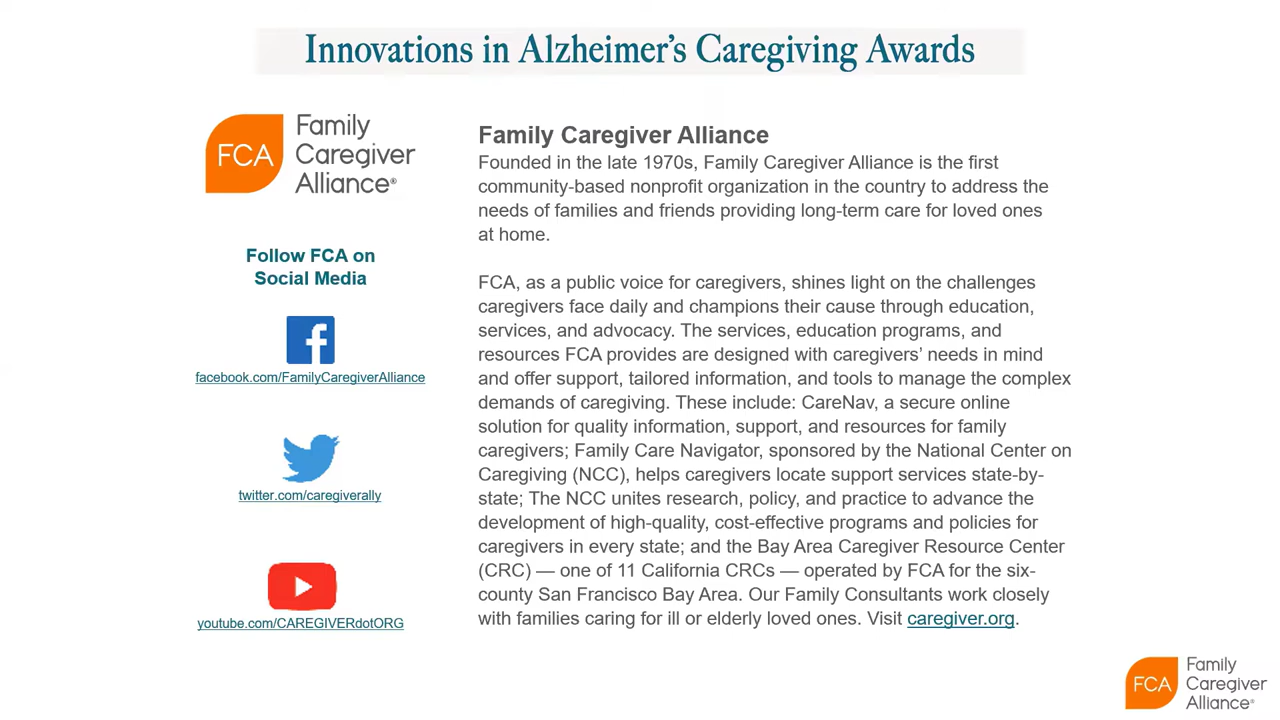 Innovations in Alzheimer's Caregiving Awards
FCA
Family
Caregiver
Alliance®
Follow FCA on
Social Media
facebook.com/FamilyCaregiverAlliance
twitter.com/caregiverally
youtube.com/CAREGIVERdotORG
Family Caregiver Alliance
Founded in the late 1970s, Family Caregiver Alliance is the first
community-based nonprofit organization in the country to address the
needs of families and friends providing long-term care for loved ones
at home.
FCA, as a public voice for caregivers, shines light on the challenges
caregivers face daily and champions their cause through education,
services, and advocacy. The services, education programs, and
resources FCA provides are designed with caregivers' needs in mind
and offer support, tailored information, and tools to manage the complex
demands of caregiving. These include: CareNav, a secure online
solution for quality information, support, and resources for family
caregivers; Family Care Navigator, sponsored by the National Center on
Caregiving (NCC), helps caregivers locate support services state-by-
state; The NCC unites research, policy, and practice to advance the
development of high-quality, cost-effective programs and policies for
caregivers in every state; and the Bay Area Caregiver Resource Center
(CRC) — one of 11 California CRCs — operated by FCA for the six-
county San Francisco Bay Area. Our Family Consultants work closely
with families caring for ill or elderly loved ones. Visit caregiver.org.
FCA
Family
Caregiver
Alliance®